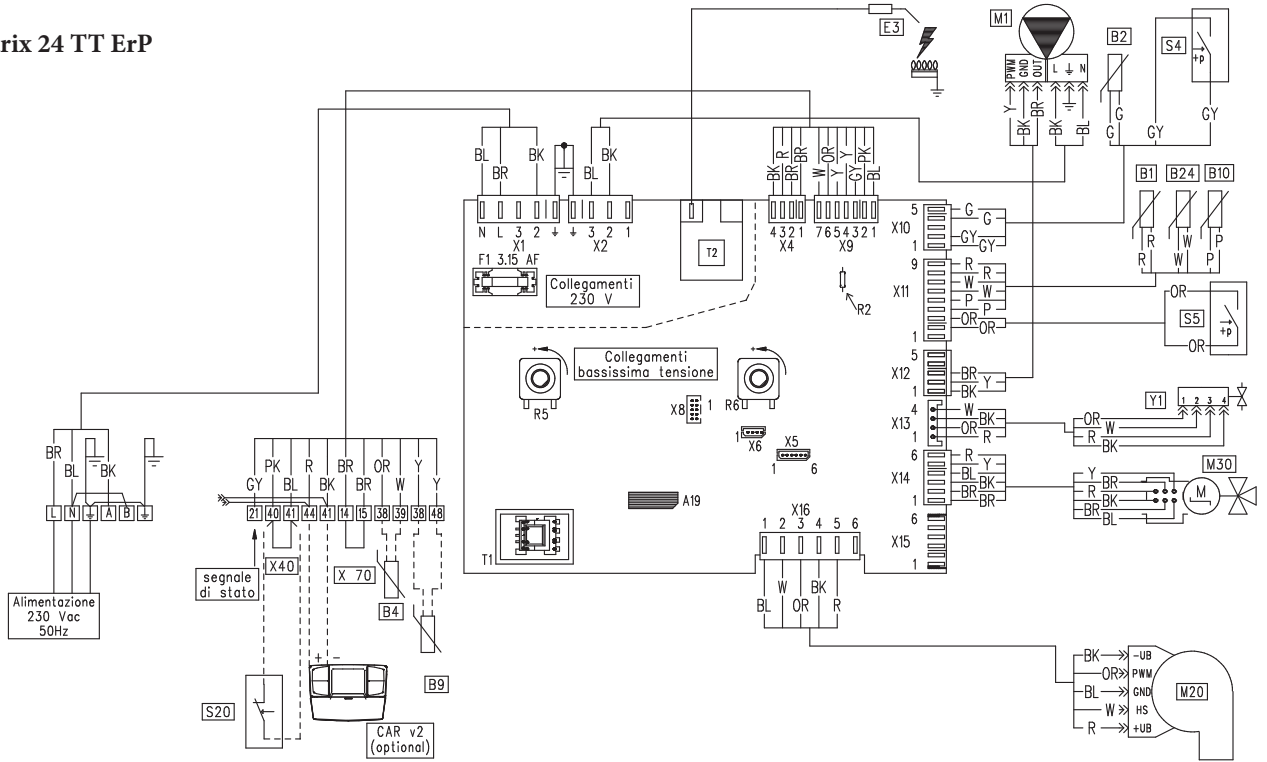 rix 24 TT ErP
E3
M1
PWM GND OUT L N
Y BK BR BK BL
B2
G G
S4
+p
GY GY
BL BR BK
BL BK
BK R BR BR
W OR Y Y GY PK BL
N L 3 2
X1
3 2 1
X2
T2
4 3 2 1
X4
7 6 5 4 3 2 1
X9
F1 3.15 AF
Collegamenti
230 V
R2
5
X10
1
G
G
GY
GY
B1 B24 B10
R W P
R W P
9
X11
1
R
R
W
W
P
P
OR
OR
OR
S5
+p
OR
Collegamenti
bassissima tensione
+
R5
+
R6
X8 1
1 X6
X5
1 6
A19
T1
5
X12
1
BR
Y
BK
4
X13
1
W
BK
OR
R
OR
W
R
BK
Y1
1 2 3 4
6
X14
1
R
Y
BL
BK
BR
BR
Y
BR
R
BK
BR
BL
M30
M
6
X15
1
X16
1 2 3 4 5 6
BL W OR BK R
BR BL BK
L N A B
Alimentazione
230 Vac
50Hz
GY PK BL R BK BR BR OR W Y Y
21 40 41 44 41 14 15 38 39 38 48
segnale
di stato
X40
X 70
B4
B9
S20
+ -
CAR v2
(optional)
BK -UB
OR PWM
BL GND
W HS
R +UB
M20